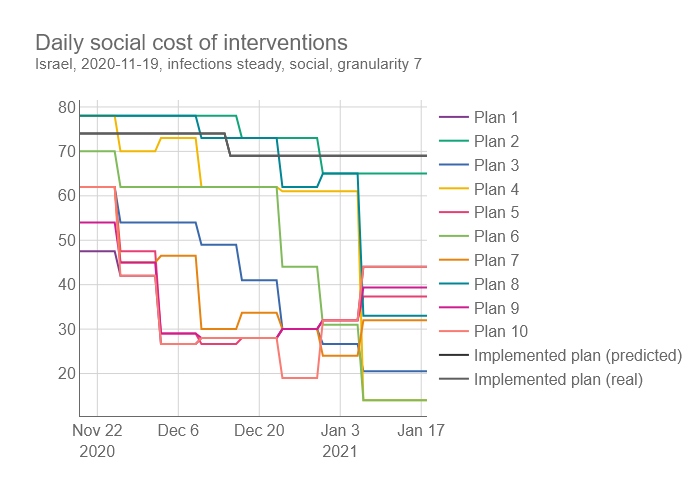 Daily social cost of interventions
Israel, 2020-11-19, infections steady, social, granularity 7
80
70
60
50
40
30
20
Nov 22
2020
Dec 6
Dec 20
Jan 3
2021
Jan 17
Plan 1
Plan 2
Plan 3
Plan 4
Plan 5
Plan 6
Plan 7
Plan 8
Plan 9
Plan 10
Implemented plan (predicted)
Implemented plan (real)